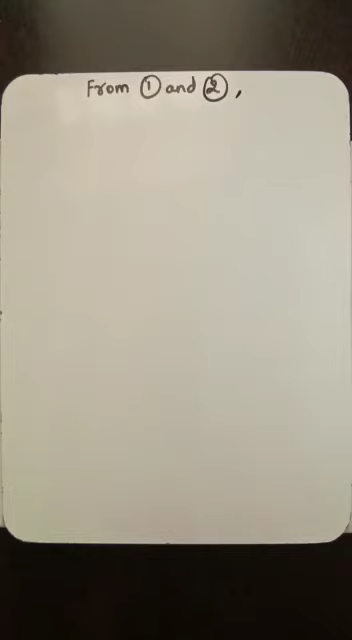 From ① and ②,